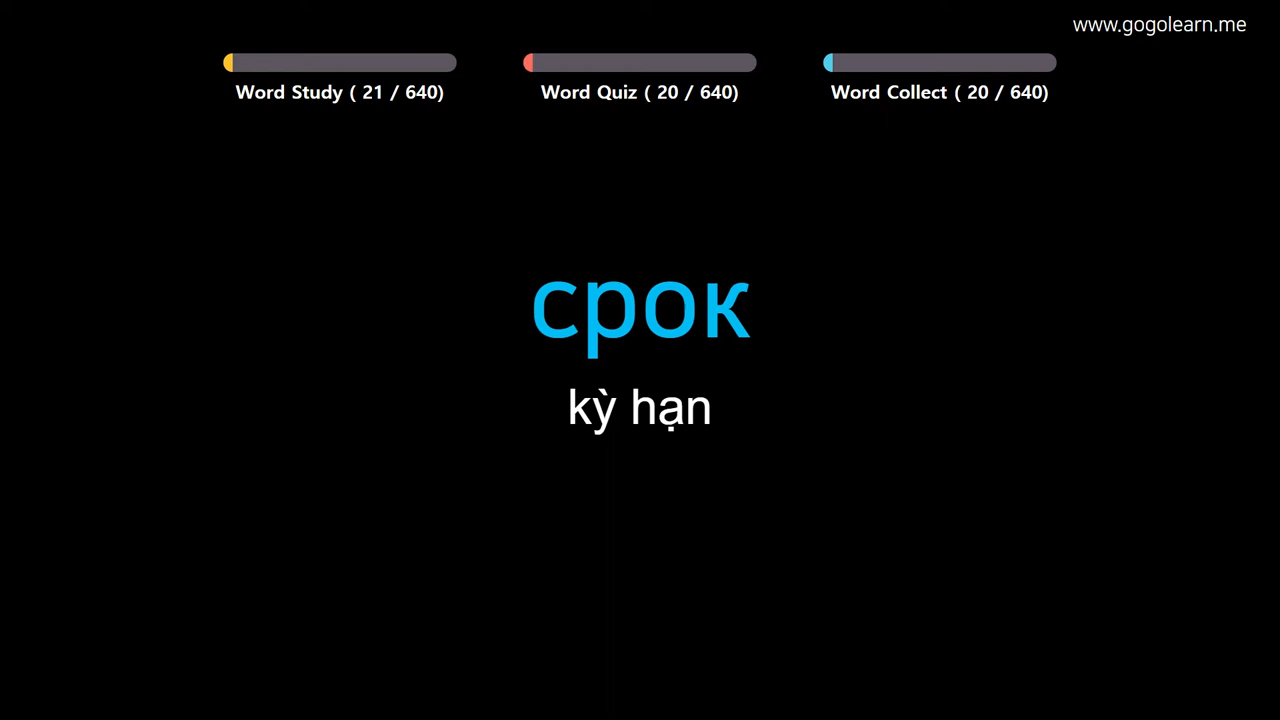 www.gogolearn.me
Word Study ( 21 / 640)
Word Quiz ( 20 / 640)
Word Collect ( 20 / 640)
срок
kỳ hạn